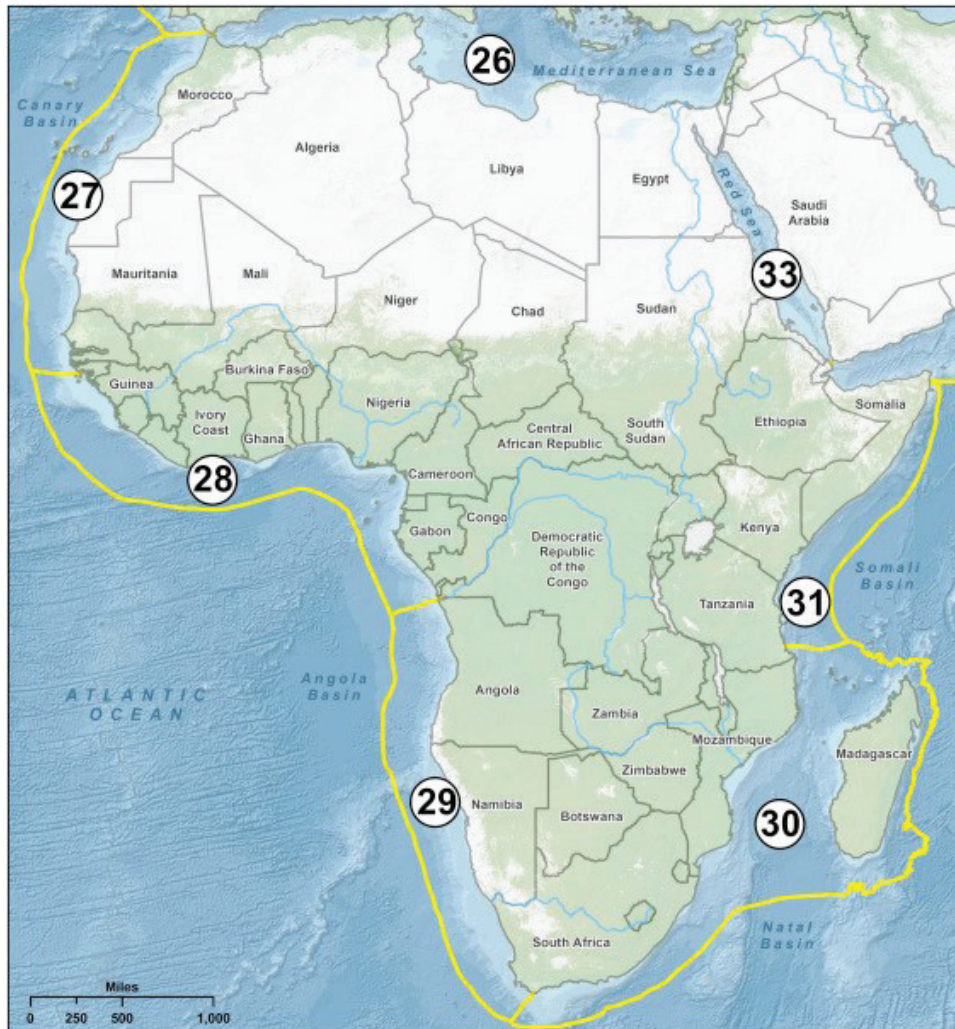 26
Mediterranean Sea
Canary
Basin
Morocco
Algeria
Libya
Egypt
Red Sea
Saudi
Arabia
27
33
Mauritania
Mali
Niger
Chad
Sudan
Guinea
Burkina Faso
Ivory
Coast
Ghana
Nigeria
Central
African Republic
South
Sudan
Ethiopia
Somalia
28
Cameroon
Gabon
Congo
Democratic
Republic
of the
Congo
Kenya
Somali
Basin
31
Tanzania
ATLANTIC
OCEAN
Angola
Basin
Angola
Zambia
Mozambique
Madagascar
Zimbabwe
29
Namibia
Botswana
30
South Africa
Natal
Basin
Miles
0 250 500 1,000